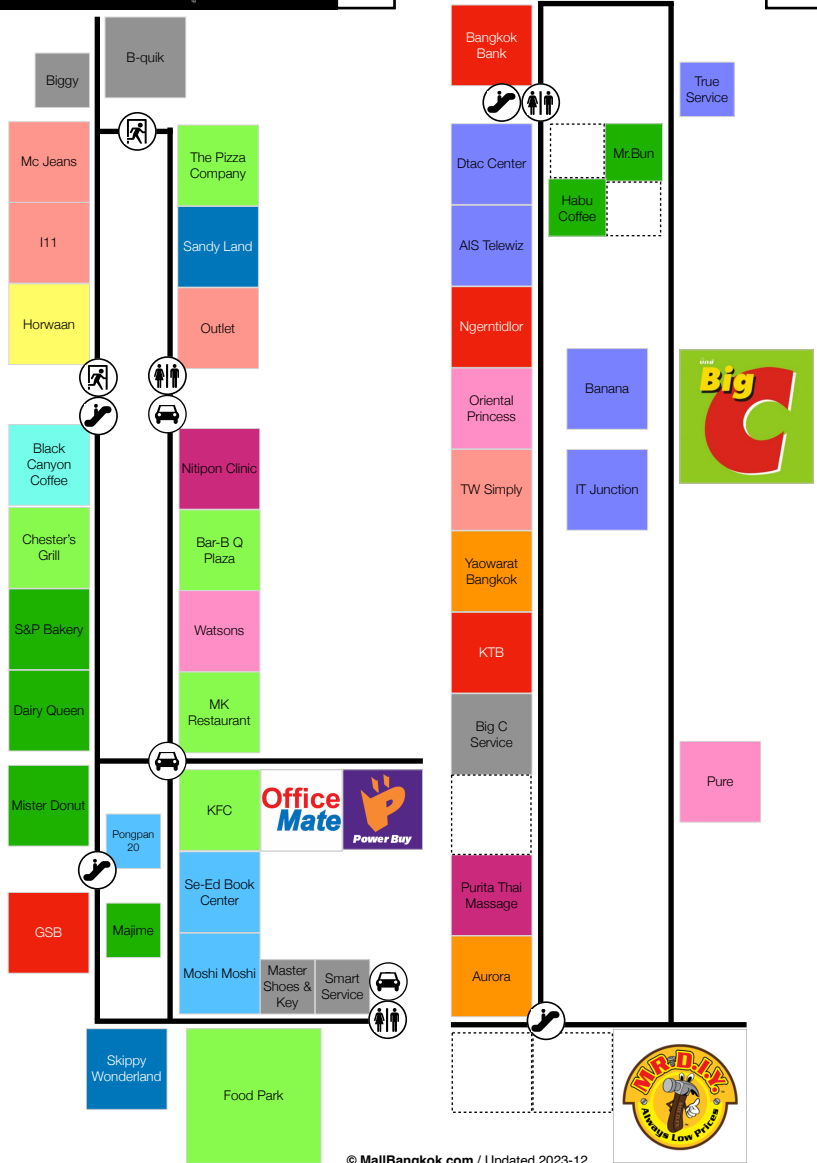 B-quik
Biggy
Mc Jeans
The Pizza
Company
I11
Sandy Land
Horwaan
Outlet
Black
Canyon
Coffee
Nitipon Clinic
Chester's
Grill
Bar-B Q
Plaza
S&P Bakery
Watsons
Dairy Queen
MK
Restaurant
Mister Donut
Pongpan
20
KFC
Office
Mate
Power Buy
Se-Ed Book
Center
GSB
Majime
Moshi Moshi
Master
Shoes &
Key
Smart
Service
Skippy
Wonderland
Food Park
Bangkok
Bank
True
Service
Dtac Center
Mr.Bun
Habu
Coffee
AIS Telewiz
Ngerntidlor
Oriental
Princess
Banana
Big
C
TW Simply
IT Junction
Yaowarat
Bangkok
KTB
Big C
Service
Pure
Purita Thai
Massage
Aurora
MR.D.I.Y.
Always Low Prices
© MallBangkok.com / Updated 2023-12